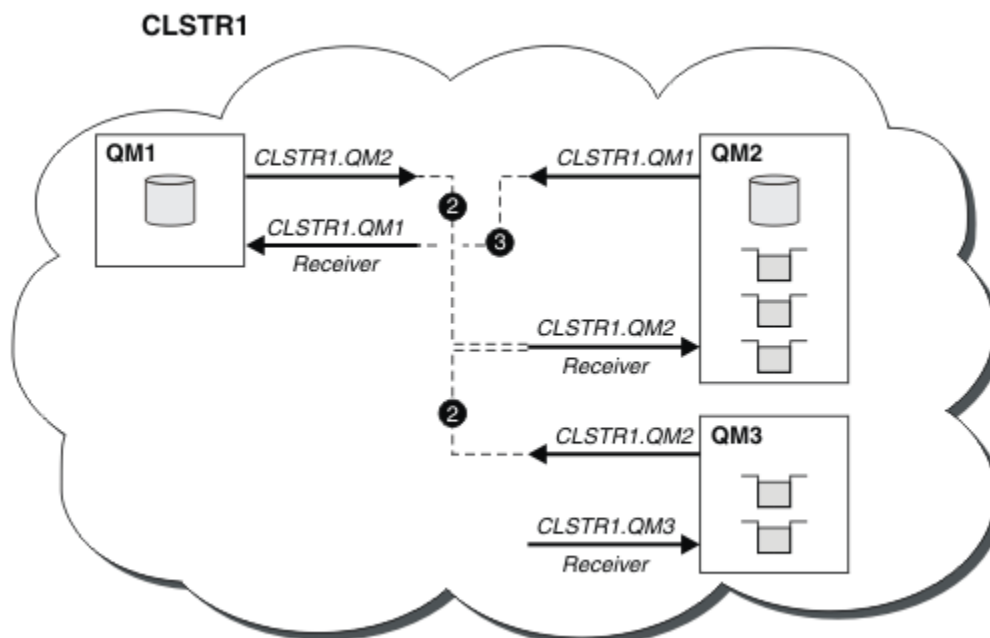 CLSTR1
QM1
CLSTR1.QM2
CLSTR1.QM1
QM2
2
CLSTR1.QM1
3
Receiver
CLSTR1.QM2
Receiver
2
CLSTR1.QM2
QM3
CLSTR1.QM3
Receiver